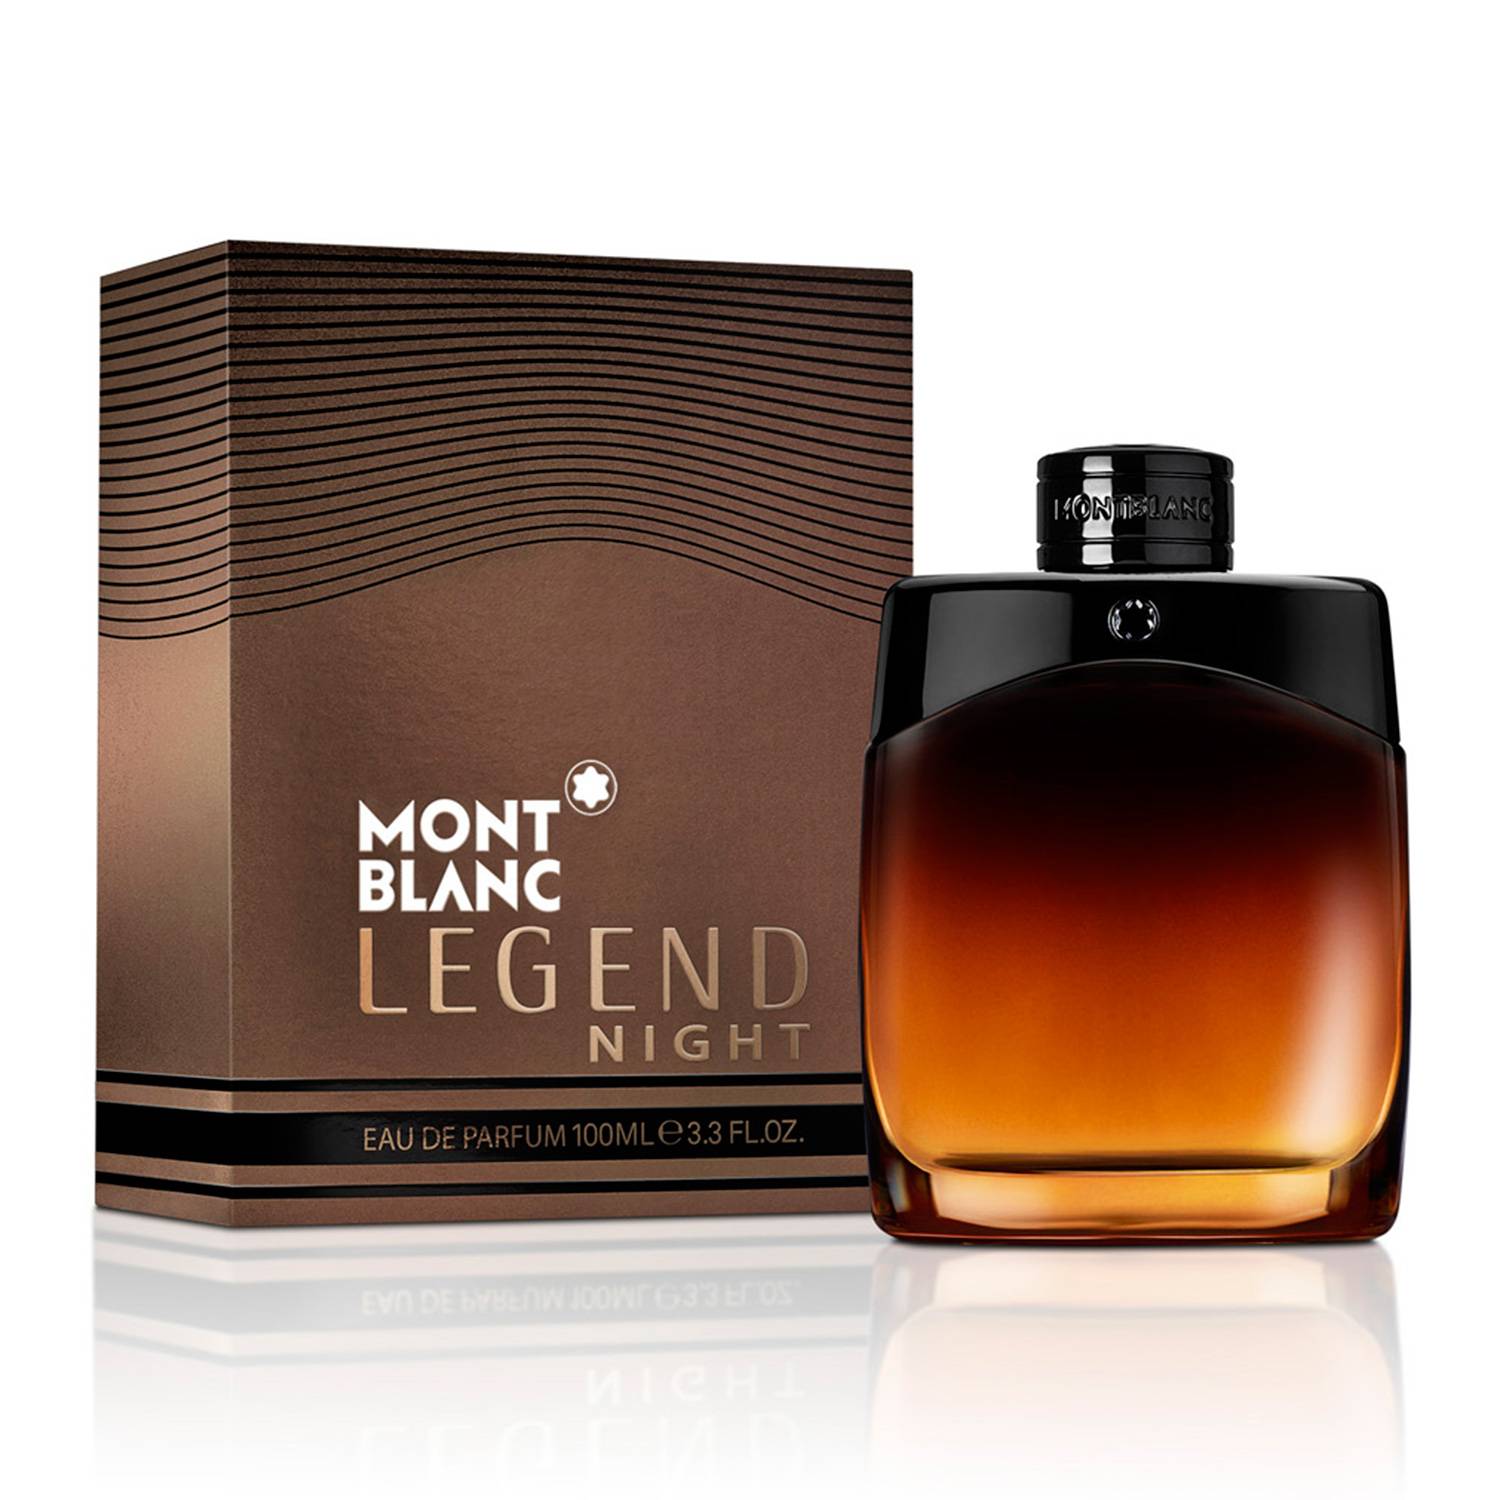 MONT
BLANC
LEGEND
NIGHT
EAU DE PARFUM 100ML ℮ 3.3 FL.OZ.
MONTBLANC